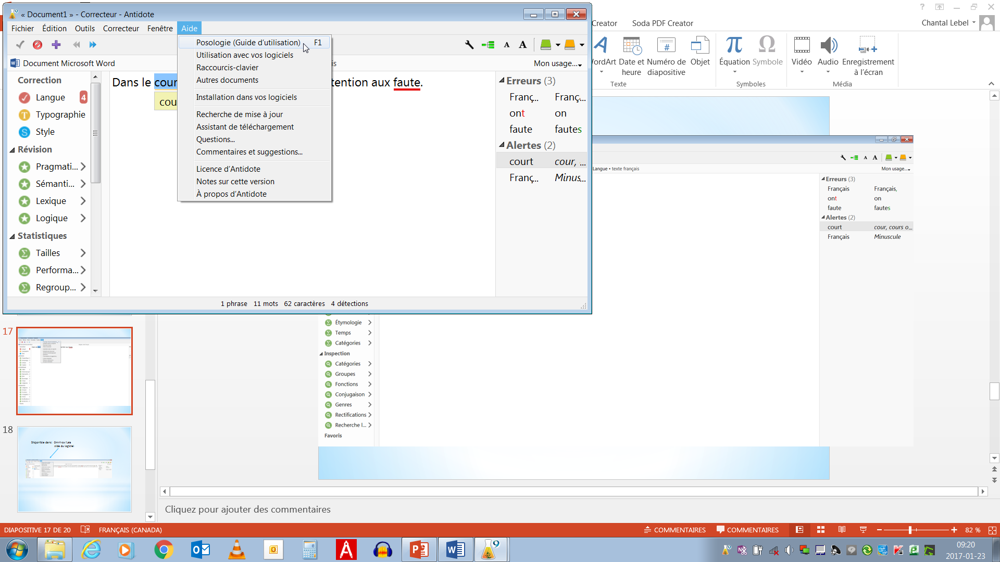 « Document1 » - Correcteur - Antidote
Fichier Édition Outils Correcteur Fenêtre Aide
Posologie (Guide d'utilisation) F1
Utilisation avec vos logiciels
Raccourcis-clavier
Autres documents
Installation dans vos logiciels
Recherche de mise à jour
Assistant de téléchargement
Questions...
Commentaires et suggestions...
Licence d'Antidote
Notes sur cette version
À propos d'Antidote
Document Microsoft Word
Mon usage...
Correction
Langue 4
Typographie
Style
Révision
Pragmati...
Sémanti...
Lexique
Logique
Statistiques
Tailles
Performa...
Regroup...
Dans le cour
tention aux faute.
cou
Erreurs (3)
Franç... Franç...
ont on
faute fautes
Alertes (2)
court cour, ...
Franç... Minus...
1 phrase 11 mots 62 caractères 4 détections
Creator Soda PDF Creator
Chantal Lebel
WordArt Date et heure Numéro de diapositive Objet
Équation Symbole
Vidéo Audio Enregistrement à l'écran
Texte Symboles Média
Langue • texte français
Mon usage...
Erreurs (3)
Français Français,
ont on
faute fautes
Alertes (2)
court cour, cours o...
Français Minuscule
Étymologie
Temps
Catégories
Inspection
Catégories
Groupes
Fonctions
Conjugaison
Genres
Rectifications
Recherche l...
Favoris
17
18
Disponible dans: Omnivox/Léa
Aide du logiciel
Cliquez pour ajouter des commentaires
DIAPOSITIVE 17 DE 20 FRANÇAIS (CANADA)
COMMENTAIRES COMMENTAIRES 82 %
09:20
2017-01-23